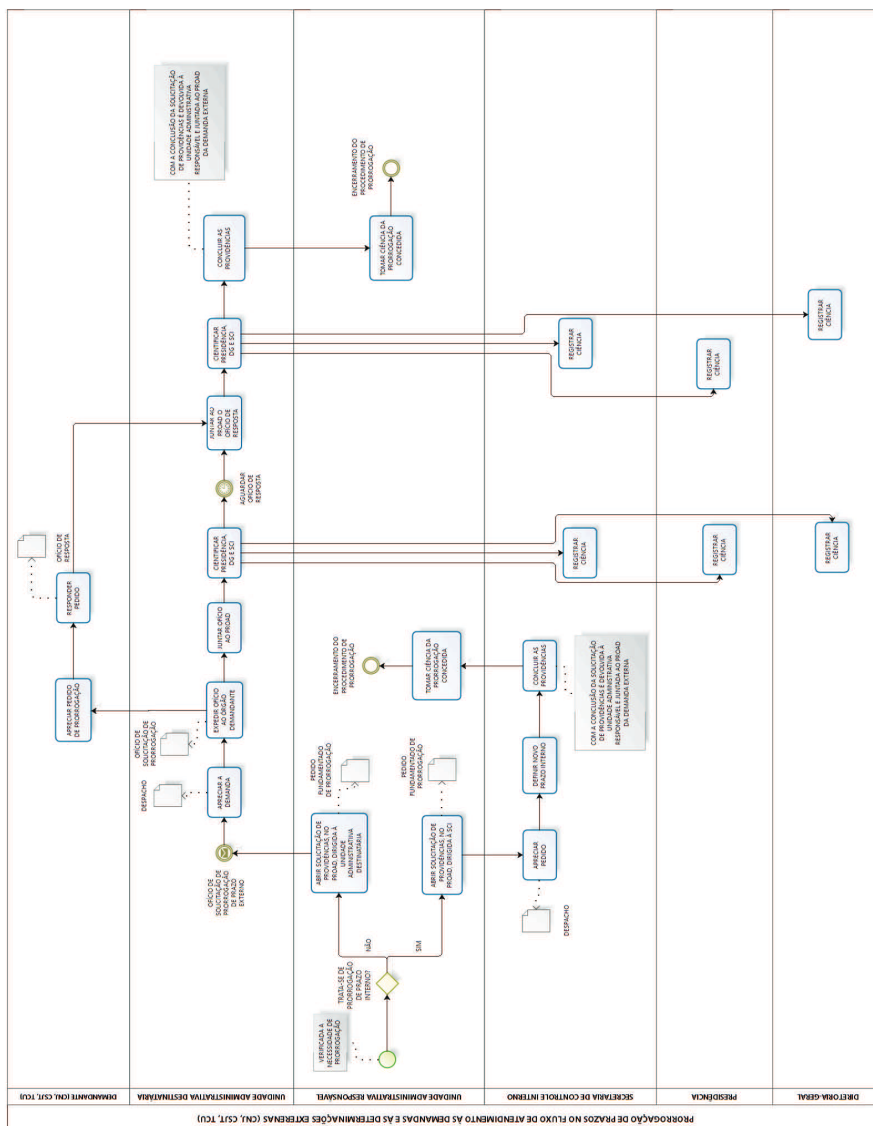 PRORROGAÇÃO DE PRAZOS NO FLUXO DE ATENDIMENTO ÀS DEMANDAS E ÀS DETERMINAÇÕES EXTERENAS (CNJ, CSJT, TCU)
DEMANDANTE (CNJ, CSJT, TCU)
APRECIAR PEDIDO
DE PRORROGAÇÃO
RESPONDER
PEDIDO
OFÍCIO DE
RESPOSTA
UNIDADE ADMINISTRATIVA DESTINATÁRIA
OFÍCIO DE
SOLICITAÇÃO DE
PRORROGAÇÃO
DE PRAZO
EXTERNO
DESPACHO
APRECIAR A
DEMANDA
OFÍCIO DE
SOLICITAÇÃO DE
PRORROGAÇÃO
EXPEDIR OFÍCIO
AO ÓRGÃO
DEMANDANTE
JUNTAR OFÍCIO
AO PROAD
CIENTIFICAR
PRESIDÊNCIA,
DG E SCI
AGUARDAR
OFÍCIO DE
RESPOSTA
JUNTAR AO
PROAD O
OFÍCIO DE
RESPOSTA
CIENTIFICAR
PRESIDÊNCIA,
DG E SCI
CONCLUIR AS
PROVIDÊNCIAS
COM A CONCLUSÃO DA SOLICITAÇÃO
DE PROVIDÊNCIAS É DEVOLVIDA À
UNIDADE ADMINISTRATIVA
RESPONSÁVEL E JUNTADA AO PROAD
DA DEMANDA EXTERNA
UNIDADE ADMINISTRATIVA RESPONSÁVEL
VERIFICADA A
NECESSIDADE DE
PRORROGAÇÃO
TRATA-SE DE
PRORROGAÇÃO
DE PRAZO
INTERNO?
NÃO
SIM
ABRIR SOLICITAÇÃO DE
PROVIDÊNCIAS, NO
PROAD, DIRIGIDA À
UNIDADE
ADMINISTRATIVA
DESTINATÁRIA
PEDIDO
FUNDAMENTADO
DE PRORROGAÇÃO
ABRIR SOLICITAÇÃO DE
PROVIDÊNCIAS, NO
PROAD, DIRIGIDA À SCI
PEDIDO
FUNDAMENTADO DE
PRORROGAÇÃO
ENCERRAMENTO DO
PROCEDIMENTO DE
PRORROGAÇÃO
TOMAR CIÊNCIA DA
PRORROGAÇÃO
CONCEDIDA
TOMAR CIÊNCIA DA
PRORROGAÇÃO
CONCEDIDA
ENCERRAMENTO DO
PROCEDIMENTO DE
PRORROGAÇÃO
SECRETARIA DE CONTROLE INTERNO
DESPACHO
APRECIAR
PEDIDO
DEFINIR NOVO
PRAZO INTERNO
CONCLUIR AS
PROVIDÊNCIAS
COM A CONCLUSÃO DA SOLICITAÇÃO
DE PROVIDÊNCIAS É DEVOLVIDA À
UNIDADE ADMINISTRATIVA
RESPONSÁVEL E JUNTADA AO PROAD
DA DEMANDA EXTERNA
REGISTRAR
CIÊNCIA
REGISTRAR
CIÊNCIA
PRESIDÊNCIA
REGISTRAR
CIÊNCIA
REGISTRAR
CIÊNCIA
DIRETORIA-GERAL
REGISTRAR
CIÊNCIA
REGISTRAR
CIÊNCIA